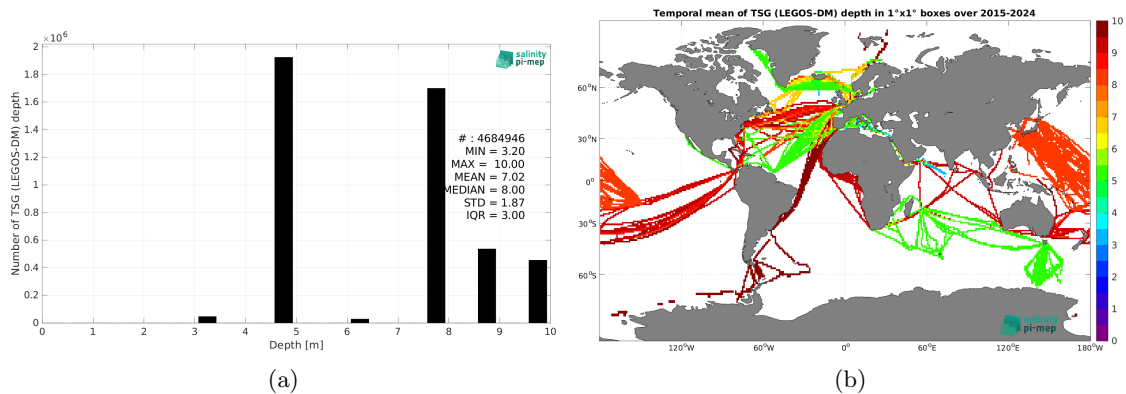 ×10⁶
2
1.8
1.6
1.4
1.2
1
0.8
0.6
0.4
0.2
0
Number of TSG (LEGOS-DM) depth
salinity
pi-mep
# : 4684946
MIN = 3.20
MAX = 10.00
MEAN = 7.02
MEDIAN = 8.00
STD = 1.87
IQR = 3.00
0 1 2 3 4 5 6 7 8 9 10
Depth [m]
(a)
Temporal mean of TSG (LEGOS-DM) depth in 1°x1° boxes over 2015-2024
60°N
30°N
0°
30°S
60°S
120°W 60°W 0° 60°E 120°E 180°W
salinity
pi-mep
10
9
8
7
6
5
4
3
2
1
0
(b)